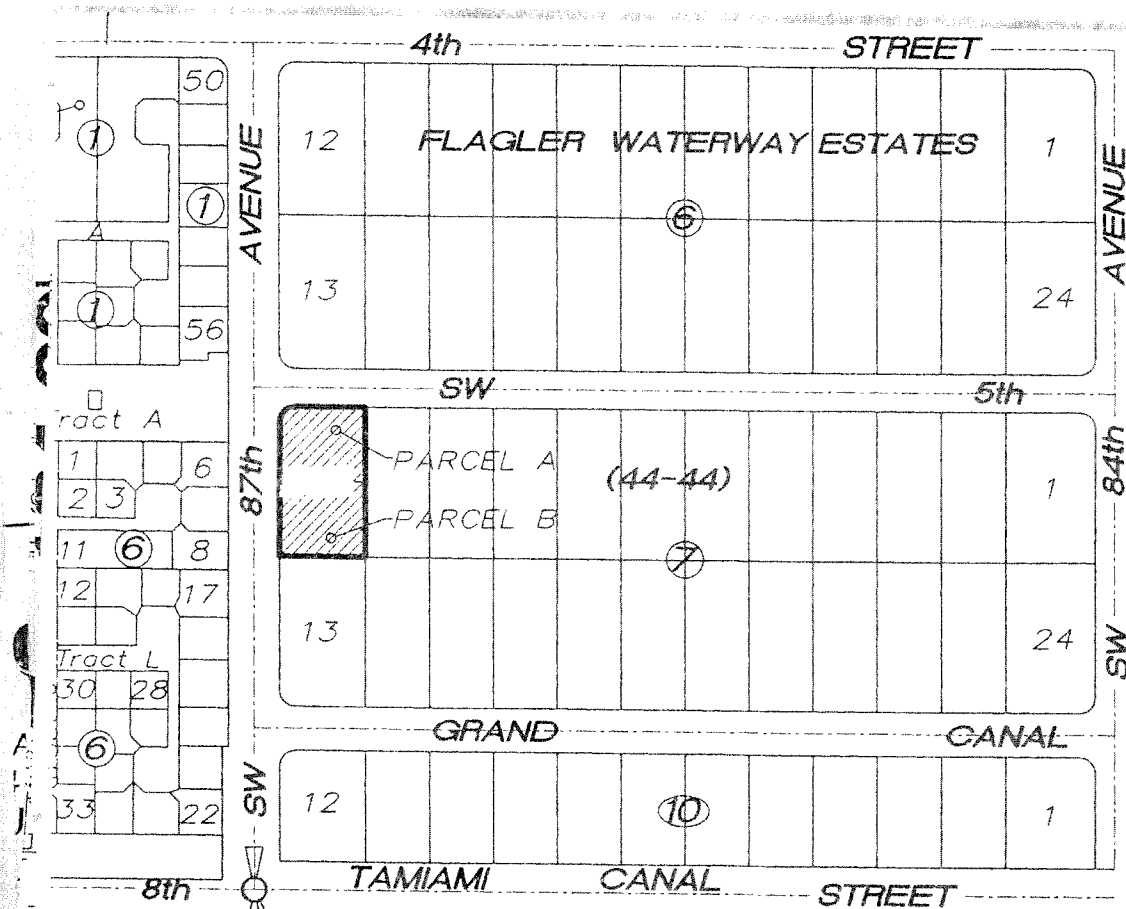 4th STREET
50
AVENUE
12
FLAGLER WATERWAY ESTATES
1
AVENUE
1
1
6
A
1
13
24
56
SW
5th
Tract A
87th
PARCEL A
(44-44)
1
84th
1
6
2
3
PARCEL B
11
6
8
7
12
17
13
24
SW
Tract L
30
28
GRAND CANAL
6
SW
12
10
1
33
22
TAMIAMI CANAL
8th STREET